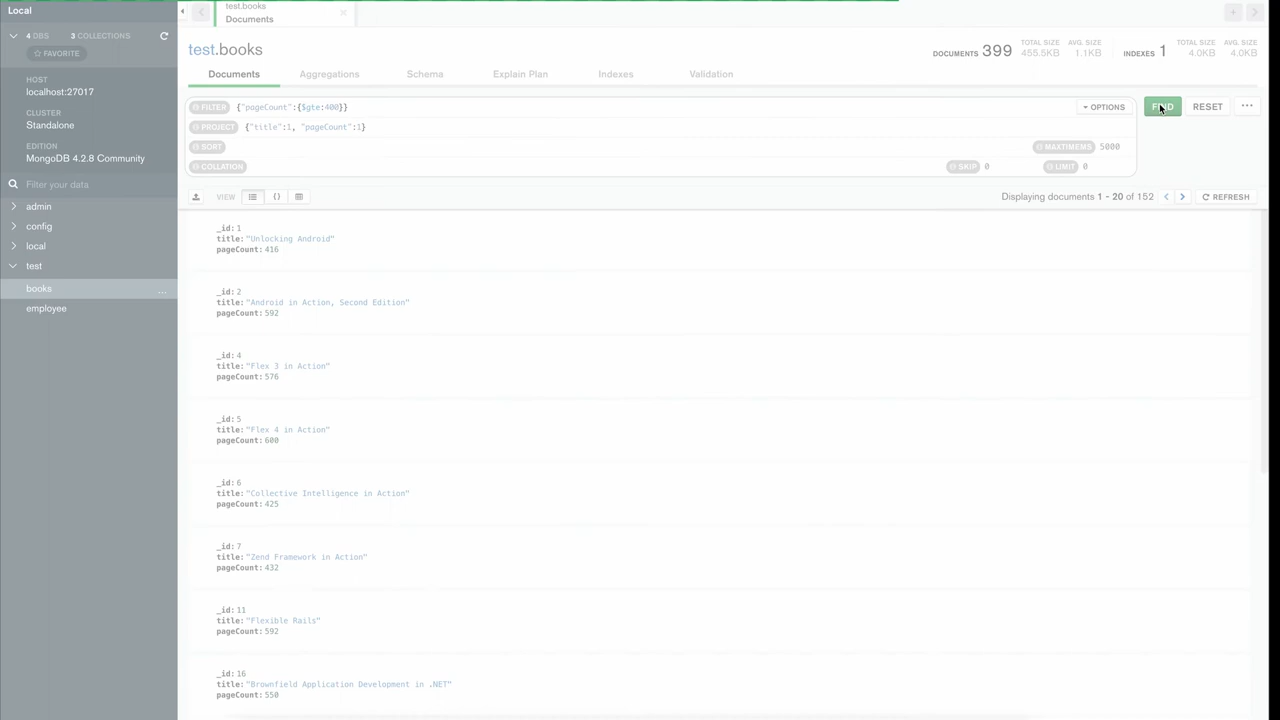 Local
4 DBS 3 COLLECTIONS
FAVORITE
HOST
localhost:27017
CLUSTER
Standalone
EDITION
MongoDB 4.2.8 Community
Filter your data
admin
config
local
test
books ...
employee
test.books
Documents
test.books
DOCUMENTS 399 TOTAL SIZE 455.5KB AVG. SIZE 1.1KB INDEXES 1 TOTAL SIZE 4.0KB AVG. SIZE 4.0KB
Documents Aggregations Schema Explain Plan Indexes Validation
FILTER {"pageCount":{$gte:400}} OPTIONS FIND RESET ...
PROJECT {"title":1, "pageCount":1}
SORT MAXTIMEMS 5000
COLLATION SKIP 0 LIMIT 0
VIEW {} Displaying documents 1 - 20 of 152 REFRESH
_id: 1
title: "Unlocking Android"
pageCount: 416
_id: 2
title: "Android in Action, Second Edition"
pageCount: 592
_id: 4
title: "Flex 3 in Action"
pageCount: 576
_id: 5
title: "Flex 4 in Action"
pageCount: 600
_id: 6
title: "Collective Intelligence in Action"
pageCount: 425
_id: 7
title: "Zend Framework in Action"
pageCount: 432
_id: 11
title: "Flexible Rails"
pageCount: 592
_id: 16
title: "Brownfield Application Development in .NET"
pageCount: 550